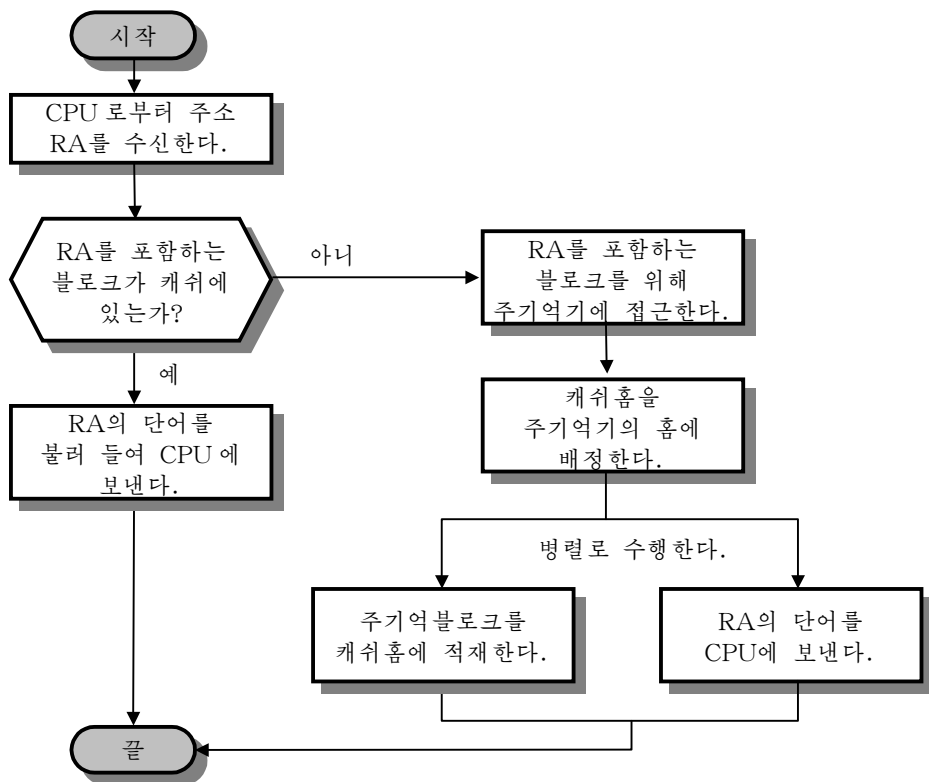 시작
CPU 로부터 주소
RA를 수신한다.
RA를 포함하는
블로크가 캐쉬에
있는가?
아니
RA를 포함하는
블로크를 위해
주기억기에 접근한다.
예
RA의 단어를
불러 들여 CPU 에
보낸다.
캐쉬홈을
주기억기의 홈에
배정한다.
병렬로 수행한다.
주기억블로크를
캐쉬홈에 적재한다.
RA의 단어를
CPU에 보낸다.
끝